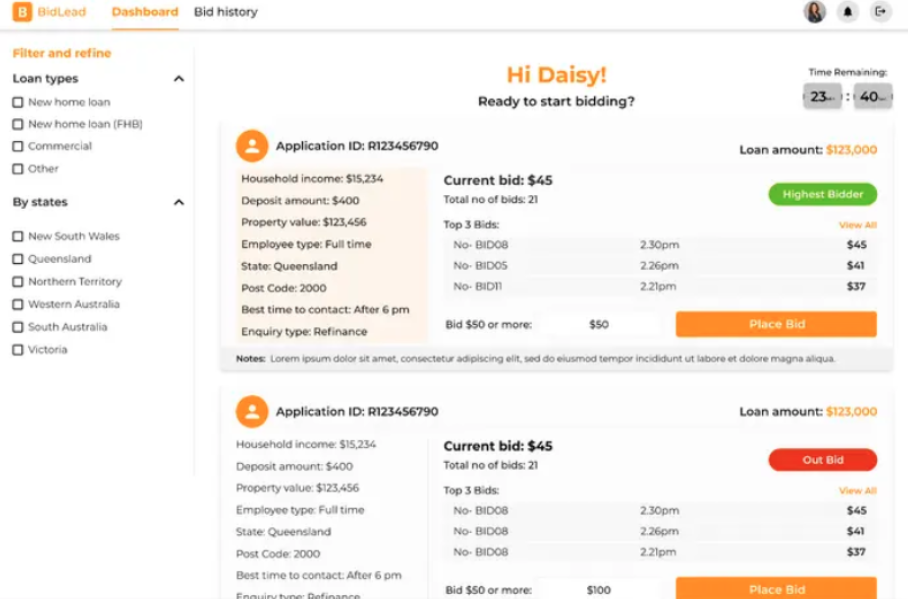 B BidLead Dashboard Bid history
Filter and refine
Loan types
New home loan
New home loan (FHB)
Commercial
Other
By states
New South Wales
Queensland
Northern Territory
Western Australia
South Australia
Victoria
Hi Daisy!
Ready to start bidding?
Time Remaining:
23 : 40
Application ID: R123456790
Loan amount: $123,000
Household income: $15,234
Deposit amount: $400
Property value: $123,456
Employee type: Full time
State: Queensland
Post Code: 2000
Best time to contact: After 6 pm
Enquiry type: Refinance
Current bid: $45
Total no of bids: 21
Highest Bidder
Top 3 Bids: View All
No- BID08 2.30pm $45
No- BID05 2.26pm $41
No- BID11 2.21pm $37
Bid $50 or more: $50 Place Bid
Notes: Lorem ipsum dolor sit amet, consectetur adipiscing elit, sed do eiusmod tempor incididunt ut labore et dolore magna aliqua.
Application ID: R123456790
Loan amount: $123,000
Household income: $15,234
Deposit amount: $400
Property value: $123,456
Employee type: Full time
State: Queensland
Post Code: 2000
Best time to contact: After 6 pm
Enquiry type: Refinance
Current bid: $45
Total no of bids: 21
Out Bid
Top 3 Bids: View All
No- BID08 2.30pm $45
No- BID08 2.26pm $41
No- BID08 2.21pm $37
Bid $50 or more: $100 Place Bid